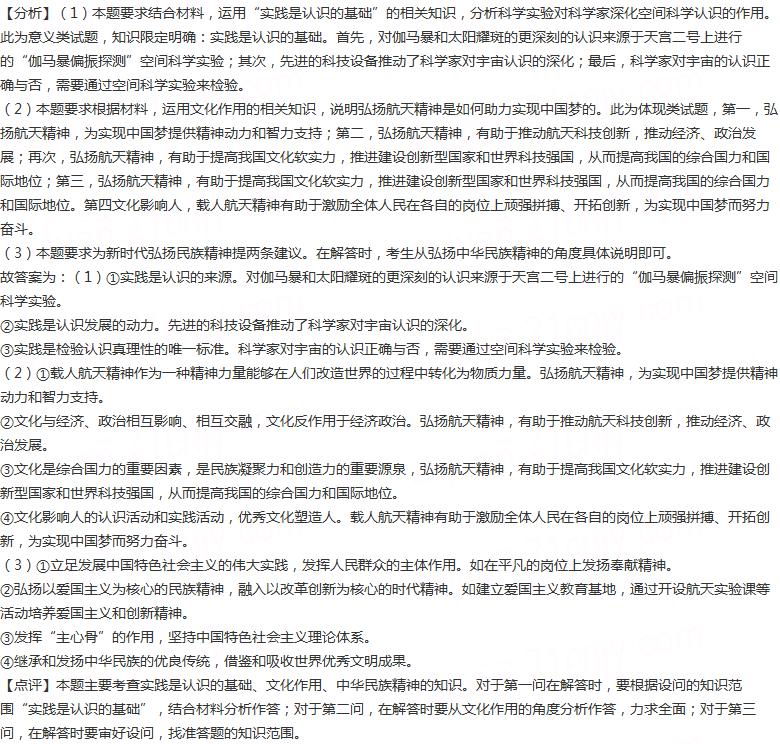 【分析】（1）本题要求结合材料，运用“实践是认识的基础”的相关知识，分析科学实验对科学家深化空间科学认识的作用。
此为意义类试题，知识限定明确：实践是认识的基础。首先，对伽马暴和太阳耀斑的更深刻的认识来源于天宫二号上进行
的“伽马暴偏振探测”空间科学实验；其次，先进的科技设备推动了科学家对宇宙认识的深化；最后，科学家对宇宙的认识正
确与否，需要通过空间科学实验来检验。
（2）本题要求根据材料，运用文化作用的相关知识，说明弘扬航天精神是如何助力实现中国梦的。此为体现类试题，第一，弘
扬航天精神，为实现中国梦提供精神动力和智力支持；第二，弘扬航天精神，有助于推动航天科技创新，推动经济、政治发
展；再次，弘扬航天精神，有助于提高我国文化软实力，推进建设创新型国家和世界科技强国，从而提高我国的综合国力和国
际地位；第三，弘扬航天精神，有助于提高我国文化软实力，推进建设创新型国家和世界科技强国，从而提高我国的综合国力
和国际地位。第四文化影响人，载人航天精神有助于激励全体人民在各自的岗位上顽强拼搏、开拓创新，为实现中国梦而努力
奋斗。
（3）本题要求为新时代弘扬民族精神提两条建议。在解答时，考生从弘扬中华民族精神的角度具体说明即可。
故答案为：（1）①实践是认识的来源。对伽马暴和太阳耀斑的更深刻的认识来源于天宫二号上进行的“伽马暴偏振探测”空间
科学实验。
②实践是认识发展的动力。先进的科技设备推动了科学家对宇宙认识的深化。
③实践是检验认识真理性的唯一标准。科学家对宇宙的认识正确与否，需要通过空间科学实验来检验。
（2）①载人航天精神作为一种精神力量能够在人们改造世界的过程中转化为物质力量。弘扬航天精神，为实现中国梦提供精神
动力和智力支持。
②文化与经济、政治相互影响、相互交融，文化反作用于经济政治。弘扬航天精神，有助于推动航天科技创新，推动经济、政
治发展。
③文化是综合国力的重要因素，是民族凝聚力和创造力的重要源泉，弘扬航天精神，有助于提高我国文化软实力，推进建设创
新型国家和世界科技强国，从而提高我国的综合国力和国际地位。
④文化影响人的认识活动和实践活动，优秀文化塑造人。载人航天精神有助于激励全体人民在各自的岗位上顽强拼搏、开拓创
新，为实现中国梦而努力奋斗。
（3）①立足发展中国特色社会主义的伟大实践，发挥人民群众的主体作用。如在平凡的岗位上发扬奉献精神。
②弘扬以爱国主义为核心的民族精神，融入以改革创新为核心的时代精神。如建立爱国主义教育基地，通过开设航天实验课等
活动培养爱国主义和创新精神。
③发挥“主心骨”的作用，坚持中国特色社会主义理论体系。
④继承和发扬中华民族的优良传统，借鉴和吸收世界优秀文明成果。
【点评】本题主要考查实践是认识的基础、文化作用、中华民族精神的知识。对于第一问在解答时，要根据设问的知识范
围“实践是认识的基础”，结合材料分析作答；对于第二问，在解答时要从文化作用的角度分析作答，力求全面；对于第三
问，在解答时要审好设问，找准答题的知识范围。